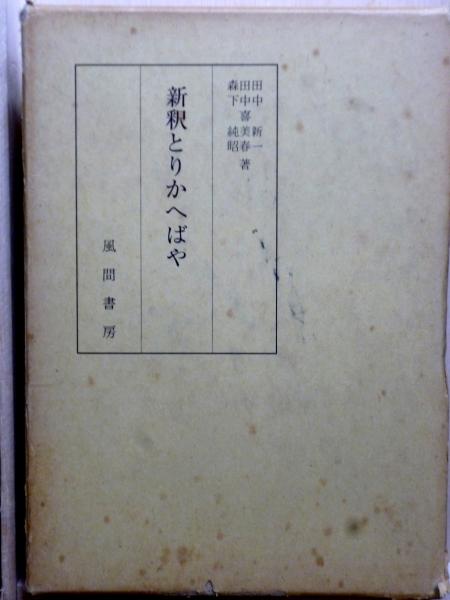 田中 新一
田中喜美春 著
森下 純昭
新釈とりかへばや
風間書房